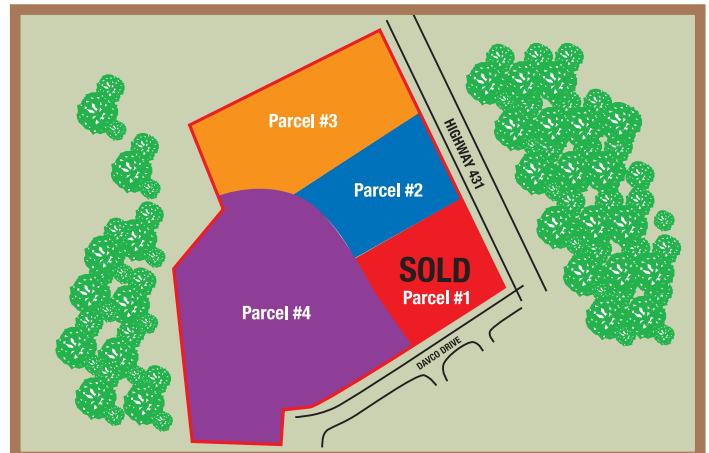 Parcel #3
HIGHWAY 431
Parcel #2
SOLD
Parcel #1
Parcel #4
DAVCO DRIVE